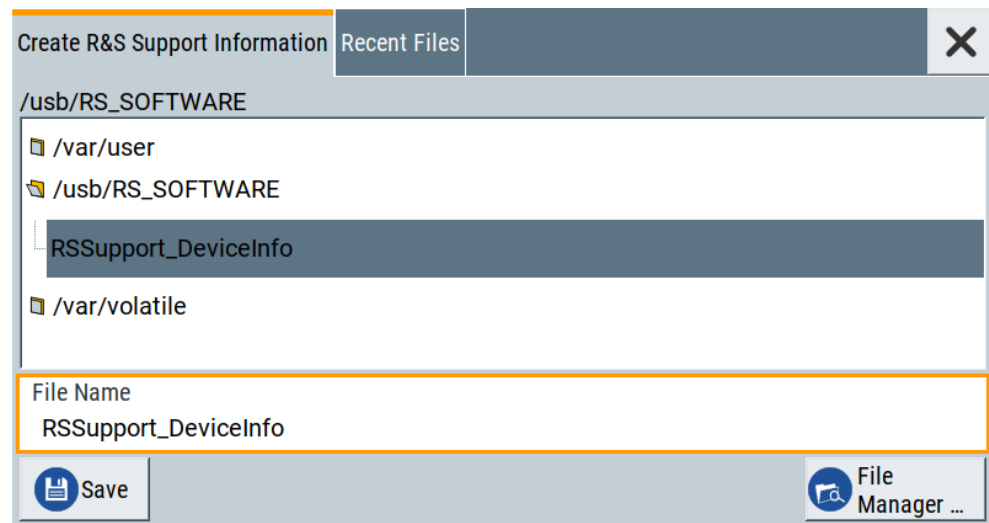 Create R&S Support Information Recent Files
/usb/RS_SOFTWARE
/var/user
/usb/RS_SOFTWARE
RSSupport_DeviceInfo
/var/volatile
File Name
RSSupport_DeviceInfo
Save
File
Manager ...